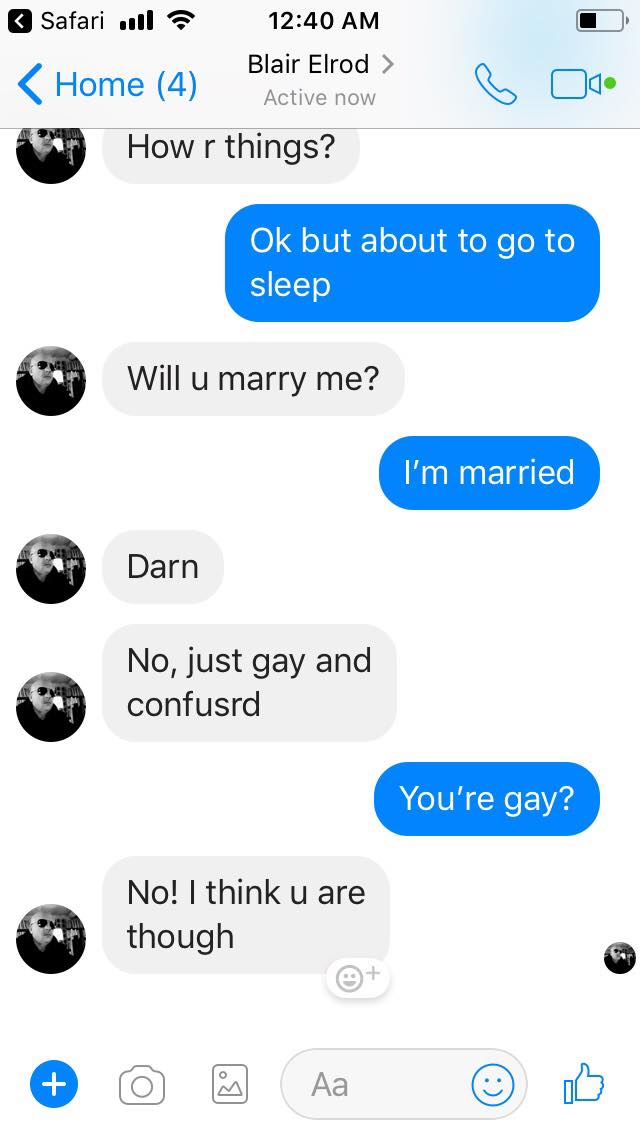 Safari 12:40 AM
Home (4) Blair Elrod
Active now
How r things?
Ok but about to go to
sleep
Will u marry me?
I'm married
Darn
No, just gay and
confusrd
You're gay?
No! I think u are
though
Aa